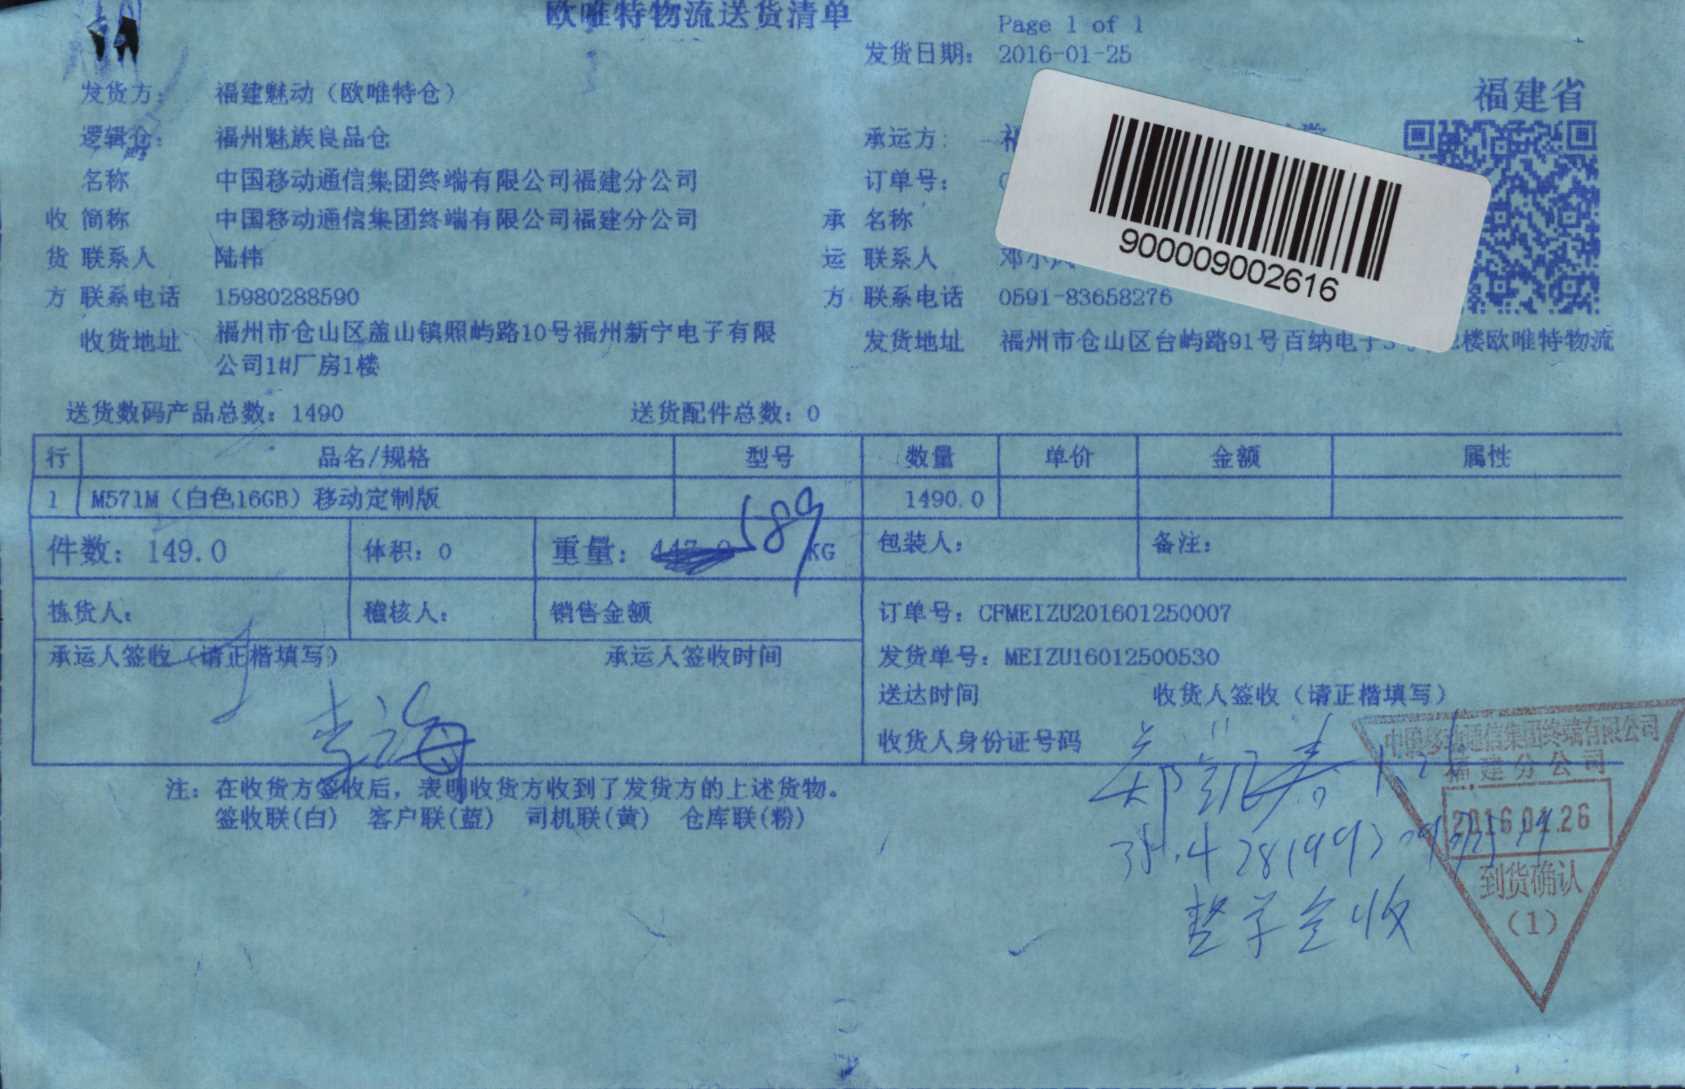 欧唯特物流送货清单
Page 1 of 1
发货日期： 2016-01-25
福建省
发货方： 福建魅动（欧唯特仓）
逻辑仓： 福州魅族良品仓 承运方：
名称 中国移动通信集团终端有限公司福建分公司 订单号：
收 简称 中国移动通信集团终端有限公司福建分公司 承 名称
900009002616
货 联系人 陆伟 运 联系人 邓小
方 联系电话 15980288590 方 联系电话 0591-83658276
收货地址 福州市仓山区盖山镇照屿路10号福州新宁电子有限 发货地址 福州市仓山区台屿路91号百纳电子 楼欧唯特物流
公司1#厂房1楼
送货数码产品总数：1490 送货配件总数：0
行 品名/规格 型号 数量 单价 金额 属性
1 M571M（白色16GB）移动定制版 1490.0
件数：149.0 体积：0 重量： 589 KG 包装人： 备注：
拣货人： 稽核人： 销售金额 订单号：CFMEIZU201601250007
承运人签收（请正楷填写） 承运人签收时间 发货单号：MEIZU16012500530
送达时间 收货人签收（请正楷填写）
李海
收货人身份证号码
注：在收货方签收后，表明收货方收到了发货方的上述货物。
签收联(白) 客户联(蓝) 司机联(黄) 仓库联(粉)
中国移动通信集团终端有限公司
福建分公司
2016.01.26
到货确认
（1）